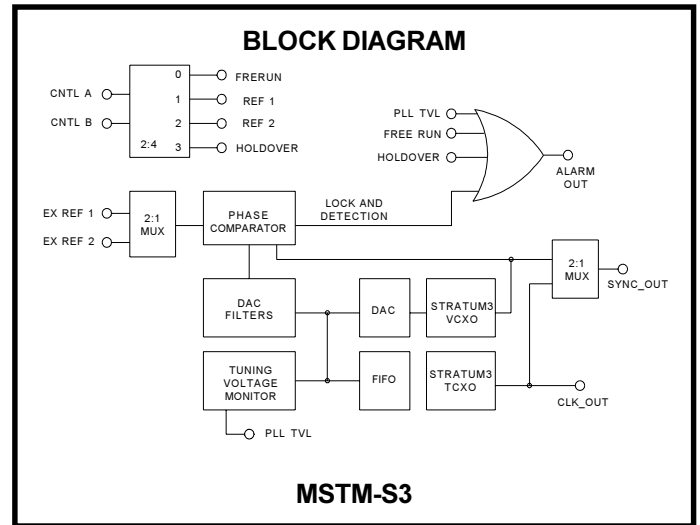 BLOCK DIAGRAM
CNTL A
CNTL B
0
1
2
3
2:4
FRERUN
REF 1
REF 2
HOLDOVER
PLL TVL
FREE RUN
HOLDOVER
ALARM
OUT
EX REF 1
EX REF 2
2:1
MUX
PHASE
COMPARATOR
LOCK AND
DETECTION
2:1
MUX
SYNC_OUT
DAC
FILTERS
DAC
STRATUM3
VCXO
TUNING
VOLTAGE
MONITOR
FIFO
STRATUM3
TCXO
CLK_OUT
PLL TVL
MSTM-S3